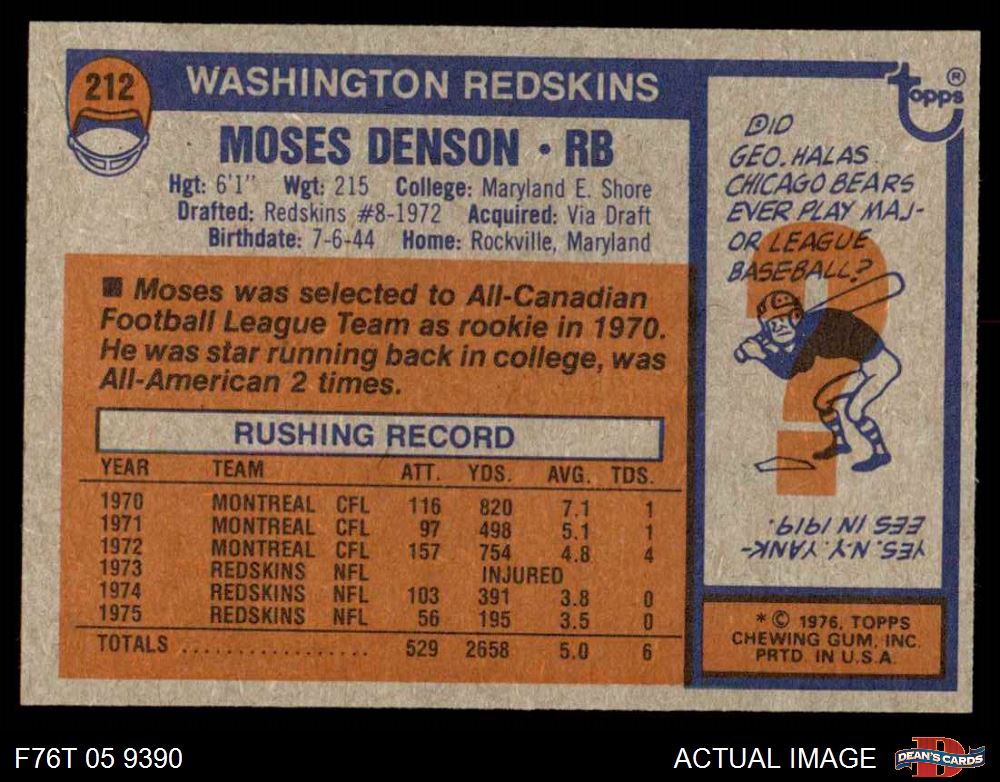 212
WASHINGTON REDSKINS
topps ®
MOSES DENSON • RB
Hgt: 6'1" Wgt: 215 College: Maryland E. Shore
Drafted: Redskins #8-1972 Acquired: Via Draft
Birthdate: 7-6-44 Home: Rockville, Maryland
■ Moses was selected to All-Canadian
Football League Team as rookie in 1970.
He was star running back in college, was
All-American 2 times.
RUSHING RECORD
YEAR TEAM ATT. YDS. AVG. TDS.
1970 MONTREAL CFL 116 820 7.1 1
1971 MONTREAL CFL 97 498 5.1 1
1972 MONTREAL CFL 157 754 4.8 4
1973 REDSKINS NFL INJURED
1974 REDSKINS NFL 103 391 3.8 0
1975 REDSKINS NFL 56 195 3.5 0
TOTALS .................. 529 2658 5.0 6
DID
GEO. HALAS
CHICAGO BEARS
EVER PLAY MAJ-
OR LEAGUE
BASEBALL?
?
YES. N.Y. YANK-
EES IN 1919.
* © 1976, TOPPS
CHEWING GUM, INC.
PRTD. IN U.S.A.
F76T 05 9390
ACTUAL IMAGE
D
DEAN'S CARDS